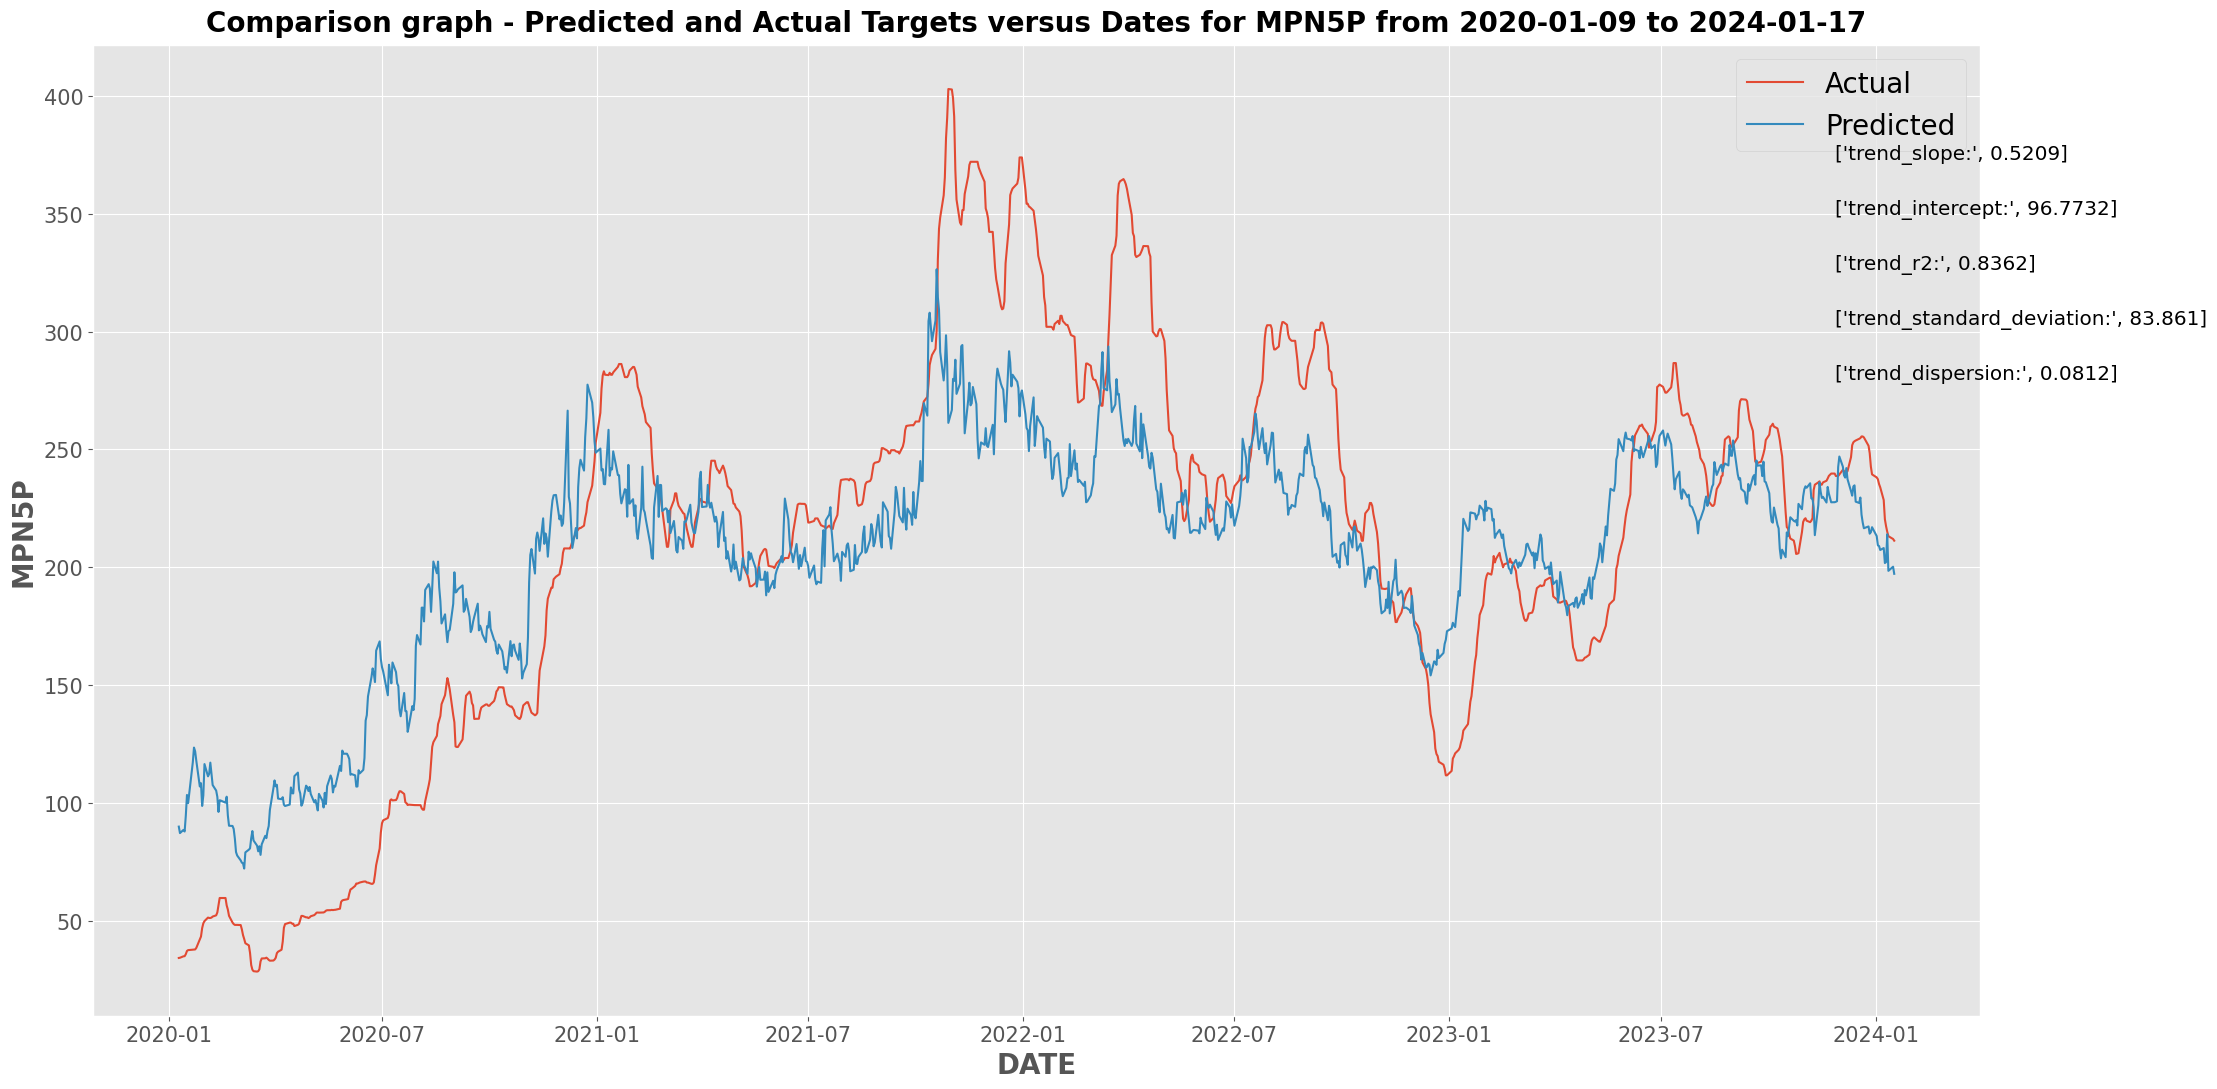 Comparison graph - Predicted and Actual Targets versus Dates for MPN5P from 2020-01-09 to 2024-01-17
Actual
Predicted
['trend_slope:', 0.5209]
['trend_intercept:', 96.7732]
['trend_r2:', 0.8362]
['trend_standard_deviation:', 83.861]
['trend_dispersion:', 0.0812]
MPN5P
400
350
300
250
200
150
100
50
2020-01 2020-07 2021-01 2021-07 2022-01 2022-07 2023-01 2023-07 2024-01
DATE